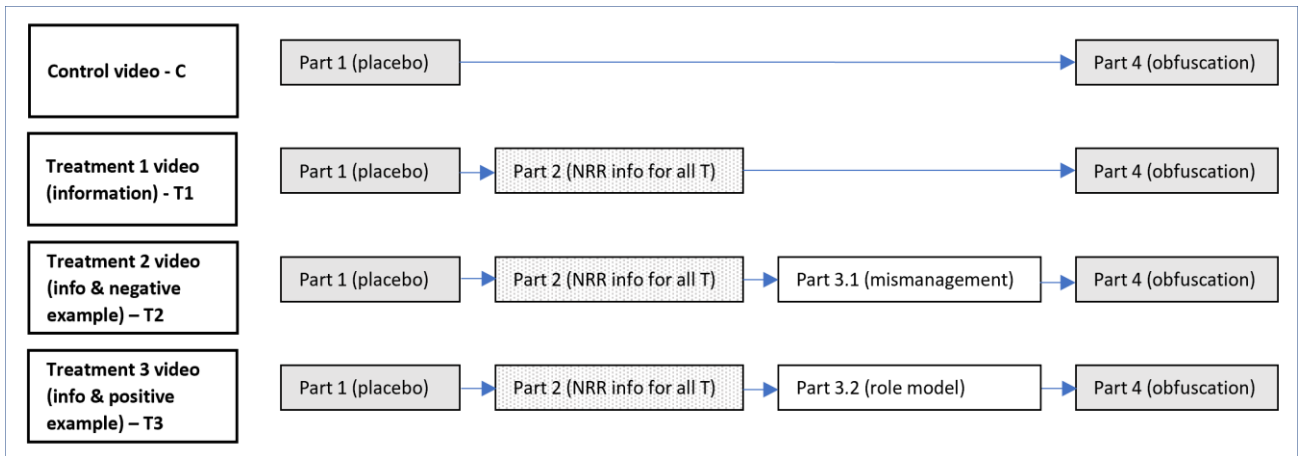 Control video - C
Part 1 (placebo)
Part 4 (obfuscation)
Treatment 1 video
(information) - T1
Part 1 (placebo)
Part 2 (NRR info for all T)
Part 4 (obfuscation)
Treatment 2 video
(info & negative
example) – T2
Part 1 (placebo)
Part 2 (NRR info for all T)
Part 3.1 (mismanagement)
Part 4 (obfuscation)
Treatment 3 video
(info & positive
example) – T3
Part 1 (placebo)
Part 2 (NRR info for all T)
Part 3.2 (role model)
Part 4 (obfuscation)